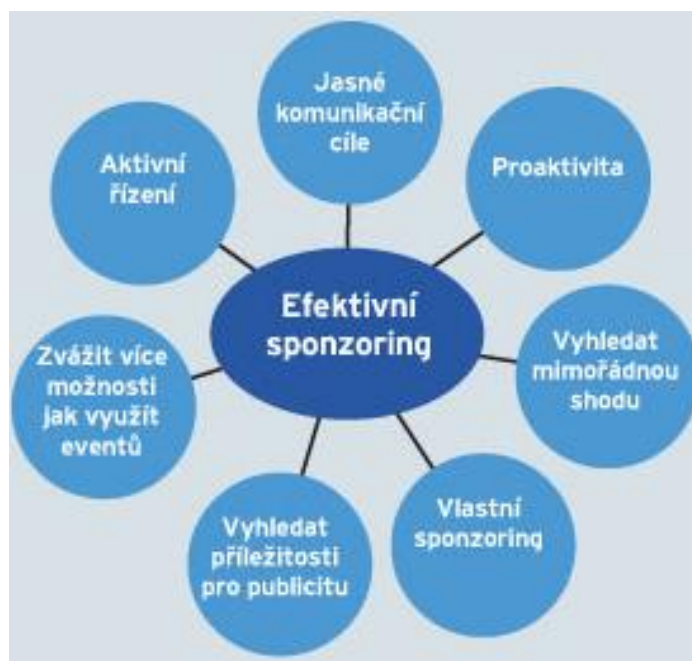 Jasné
komunikační
cíle
Aktivní
řízení
Proaktivita
Efektivní
sponzoring
Vyhledat
mimořádnou
shodu
Zvážit více
možnosti
jak využít
eventů
Vlastní
sponzoring
Vyhledat
příležitosti
pro publicitu